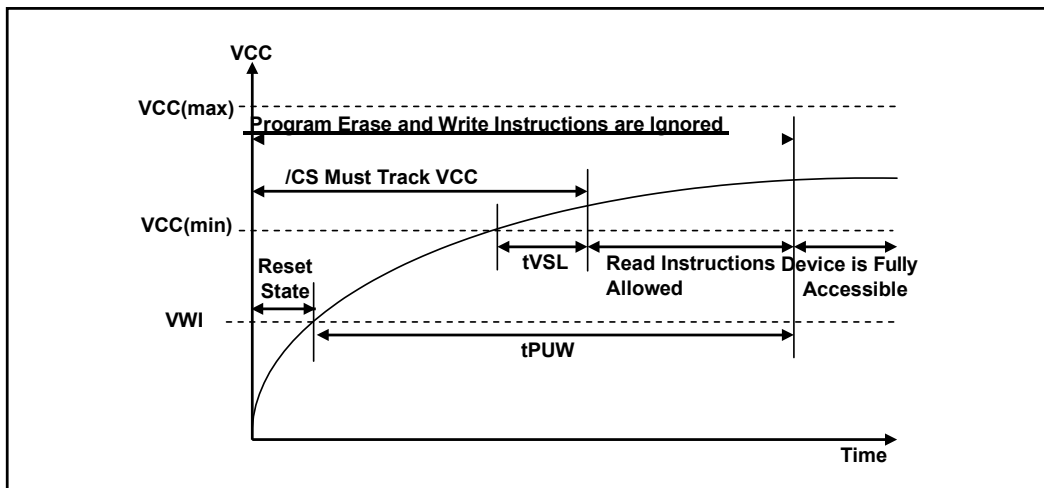 VCC
VCC(max)
Program Erase and Write Instructions are Ignored
/CS Must Track VCC
VCC(min)
tVSL
Read Instructions Allowed
Device is Fully Accessible
Reset
State
VWI
tPUW
Time